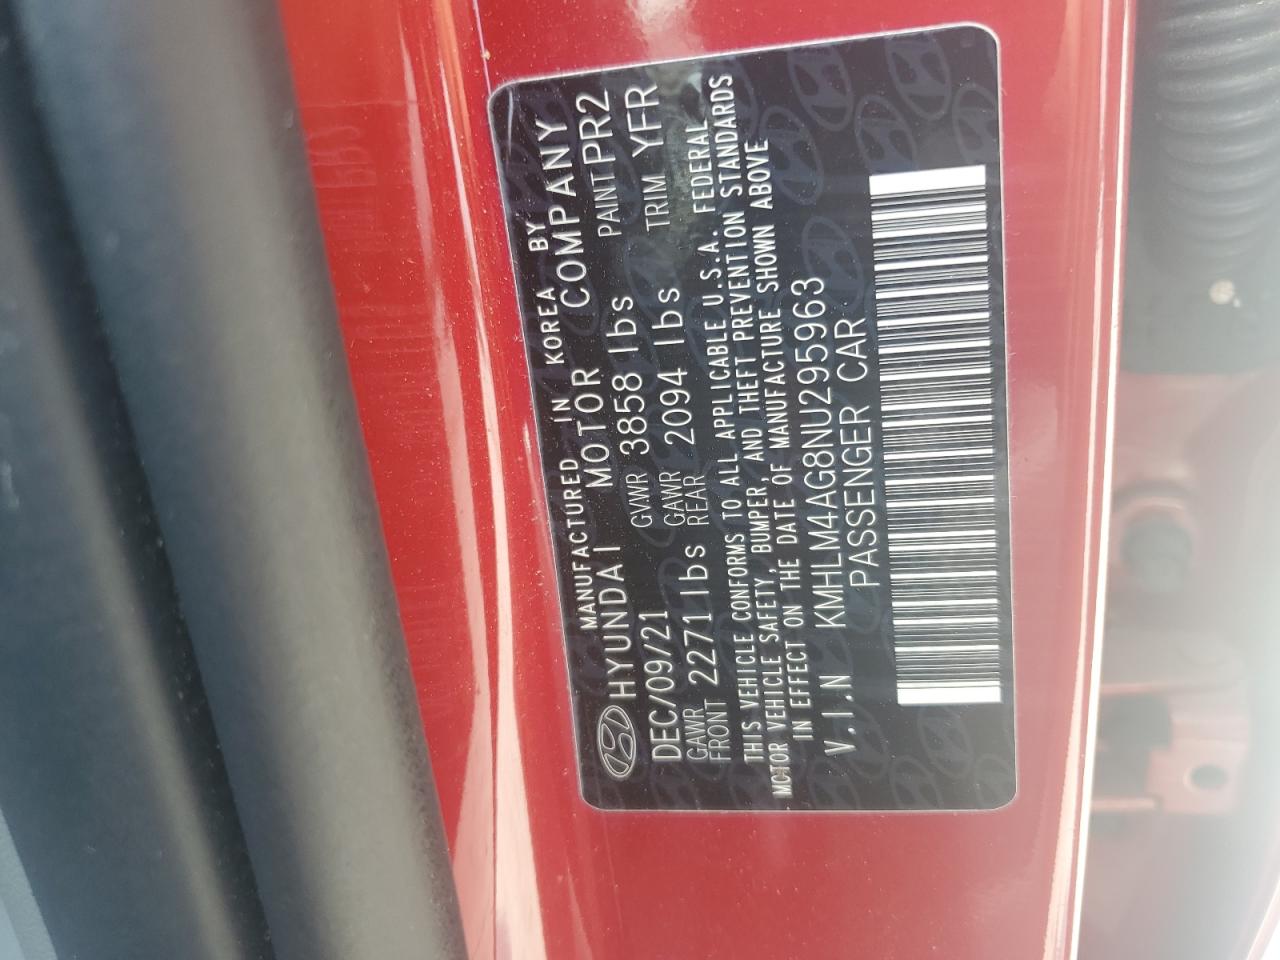 MANUFACTURED IN KOREA BY
HYUNDAI MOTOR COMPANY
DEC/09/21 GVWR 3858 lbs PAINT PR2
GAWR FRONT 2271 lbs GAWR REAR 2094 lbs TRIM YFR
THIS VEHICLE CONFORMS TO ALL APPLICABLE U.S.A. FEDERAL
MOTOR VEHICLE SAFETY, BUMPER, AND THEFT PREVENTION STANDARDS
IN EFFECT ON THE DATE OF MANUFACTURE SHOWN ABOVE
V.I.N KMHLM4AG8NU295963
PASSENGER CAR